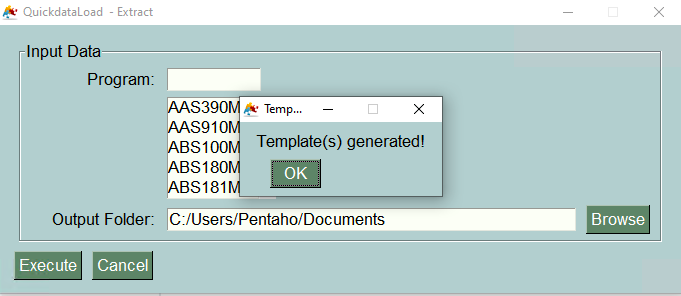 QuickdataLoad - Extract
Input Data
Program:
AAS390M
AAS910M
ABS100M
ABS180M
ABS181M
Temp...
Template(s) generated!
OK
Output Folder: C:/Users/Pentaho/Documents Browse
Execute Cancel